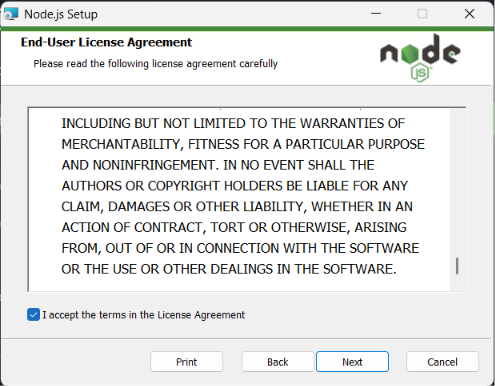 Node.js Setup
End-User License Agreement
Please read the following license agreement carefully
node
JS
INCLUDING BUT NOT LIMITED TO THE WARRANTIES OF
MERCHANTABILITY, FITNESS FOR A PARTICULAR PURPOSE
AND NONINFRINGEMENT. IN NO EVENT SHALL THE
AUTHORS OR COPYRIGHT HOLDERS BE LIABLE FOR ANY
CLAIM, DAMAGES OR OTHER LIABILITY, WHETHER IN AN
ACTION OF CONTRACT, TORT OR OTHERWISE, ARISING
FROM, OUT OF OR IN CONNECTION WITH THE SOFTWARE
OR THE USE OR OTHER DEALINGS IN THE SOFTWARE.
I accept the terms in the License Agreement
Print Back Next Cancel